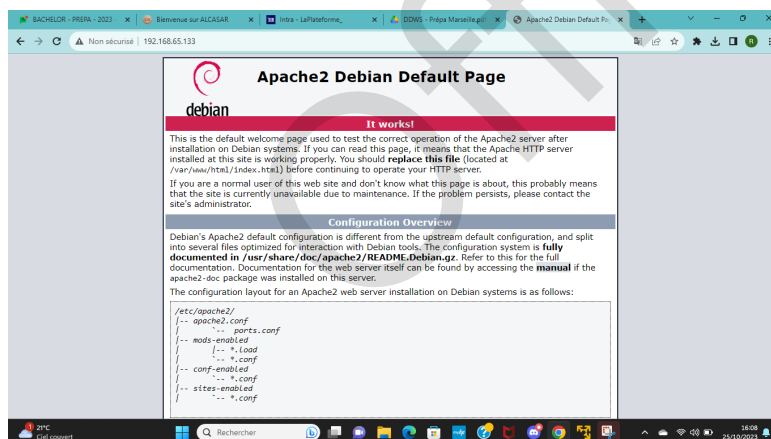 BACHELOR - PREPA - 2023 -
Bienvenue sur ALCASAR
Intra - LaPlateforme_
DDWS - Prépa Marseille.pdf
Apache2 Debian Default Pa
Non sécurisé | 192.168.65.133
Apache2 Debian Default Page
debian
It works!
This is the default welcome page used to test the correct operation of the Apache2 server after
installation on Debian systems. If you can read this page, it means that the Apache HTTP server
installed at this site is working properly. You should replace this file (located at
/var/www/html/index.html) before continuing to operate your HTTP server.
If you are a normal user of this web site and don't know what this page is about, this probably means
that the site is currently unavailable due to maintenance. If the problem persists, please contact the
site's administrator.
Configuration Overview
Debian's Apache2 default configuration is different from the upstream default configuration, and split
into several files optimized for interaction with Debian tools. The configuration system is fully
documented in /usr/share/doc/apache2/README.Debian.gz. Refer to this for the full
documentation. Documentation for the web server itself can be found by accessing the manual if the
apache2-doc package was installed on this server.
The configuration layout for an Apache2 web server installation on Debian systems is as follows:
/etc/apache2/
|-- apache2.conf
|       `--  ports.conf
|-- mods-enabled
|       |-- *.load
|       `-- *.conf
|-- conf-enabled
|       `-- *.conf
|-- sites-enabled
|       `-- *.conf
1
21°C
Ciel couvert
Rechercher
16:08
25/10/2023